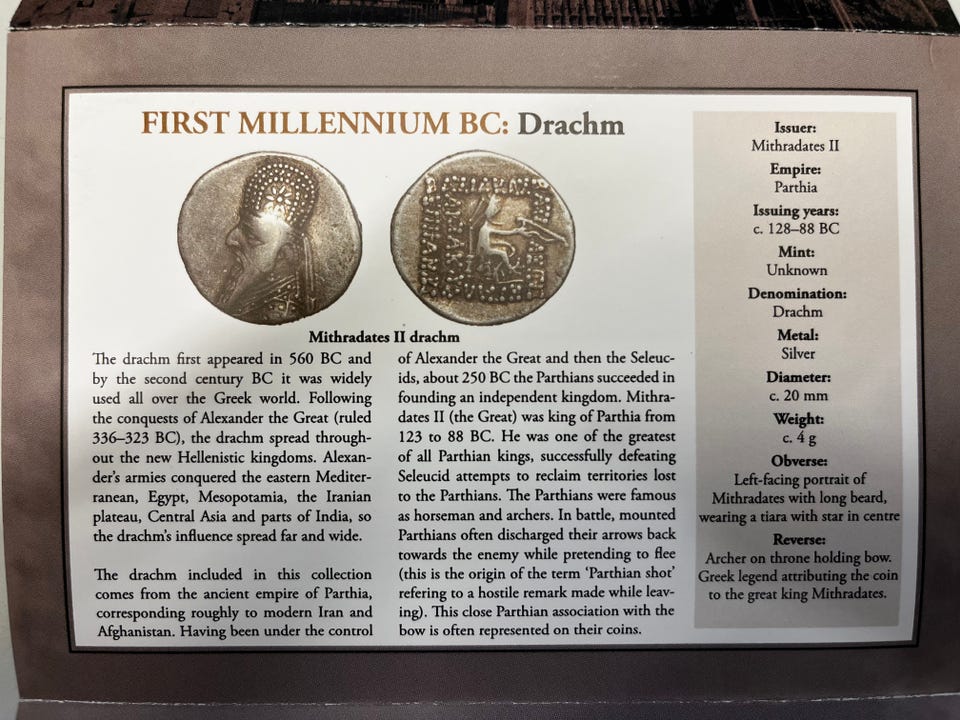 FIRST MILLENNIUM BC: Drachm
Mithradates II drachm
The drachm first appeared in 560 BC and
by the second century BC it was widely
used all over the Greek world. Following
the conquests of Alexander the Great (ruled
336–323 BC), the drachm spread through-
out the new Hellenistic kingdoms. Alexan-
der's armies conquered the eastern Mediter-
ranean, Egypt, Mesopotamia, the Iranian
plateau, Central Asia and parts of India, so
the drachm's influence spread far and wide.
The drachm included in this collection
comes from the ancient empire of Parthia,
corresponding roughly to modern Iran and
Afghanistan. Having been under the control
of Alexander the Great and then the Seleuc-
ids, about 250 BC the Parthians succeeded in
founding an independent kingdom. Mithra-
dates II (the Great) was king of Parthia from
123 to 88 BC. He was one of the greatest
of all Parthian kings, successfully defeating
Seleucid attempts to reclaim territories lost
to the Parthians. The Parthians were famous
as horseman and archers. In battle, mounted
Parthians often discharged their arrows back
towards the enemy while pretending to flee
(this is the origin of the term 'Parthian shot'
refering to a hostile remark made while leav-
ing). This close Parthian association with the
bow is often represented on their coins.
Issuer:
Mithradates II
Empire:
Parthia
Issuing years:
c. 128–88 BC
Mint:
Unknown
Denomination:
Drachm
Metal:
Silver
Diameter:
c. 20 mm
Weight:
c. 4 g
Obverse:
Left-facing portrait of
Mithradates with long beard,
wearing a tiara with star in centre
Reverse:
Archer on throne holding bow.
Greek legend attributing the coin
to the great king Mithradates.